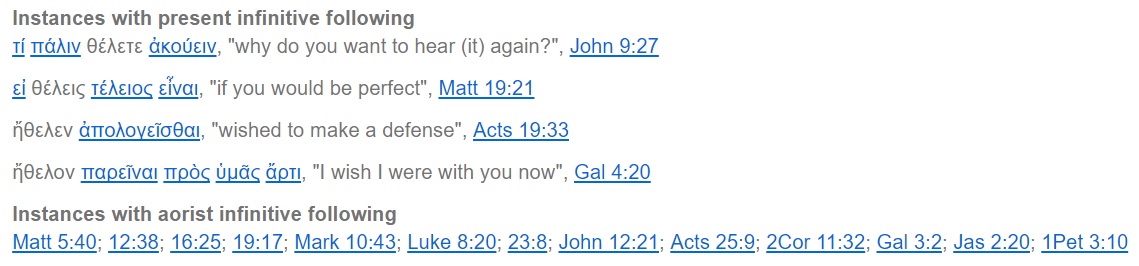 Instances with present infinitive following
τί πάλιν θέλετε ἀκούειν, "why do you want to hear (it) again?", John 9:27
εἰ θέλεις τέλειος εἶναι, "if you would be perfect", Matt 19:21
ἤθελεν ἀπολογεῖσθαι, "wished to make a defense", Acts 19:33
ἤθελον παρεῖναι πρὸς ὑμᾶς ἄρτι, "I wish I were with you now", Gal 4:20
Instances with aorist infinitive following
Matt 5:40; 12:38; 16:25; 19:17; Mark 10:43; Luke 8:20; 23:8; John 12:21; Acts 25:9; 2Cor 11:32; Gal 3:2; Jas 2:20; 1Pet 3:10